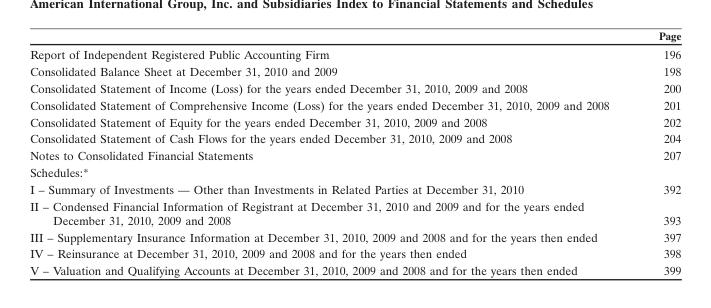 American International Group, Inc. and Subsidiaries Index to Financial Statements and Schedules
Page
Report of Independent Registered Public Accounting Firm 196
Consolidated Balance Sheet at December 31, 2010 and 2009 198
Consolidated Statement of Income (Loss) for the years ended December 31, 2010, 2009 and 2008 200
Consolidated Statement of Comprehensive Income (Loss) for the years ended December 31, 2010, 2009 and 2008 201
Consolidated Statement of Equity for the years ended December 31, 2010, 2009 and 2008 202
Consolidated Statement of Cash Flows for the years ended December 31, 2010, 2009 and 2008 204
Notes to Consolidated Financial Statements 207
Schedules:*
I – Summary of Investments — Other than Investments in Related Parties at December 31, 2010 392
II – Condensed Financial Information of Registrant at December 31, 2010 and 2009 and for the years ended
December 31, 2010, 2009 and 2008 393
III – Supplementary Insurance Information at December 31, 2010, 2009 and 2008 and for the years then ended 397
IV – Reinsurance at December 31, 2010, 2009 and 2008 and for the years then ended 398
V – Valuation and Qualifying Accounts at December 31, 2010, 2009 and 2008 and for the years then ended 399